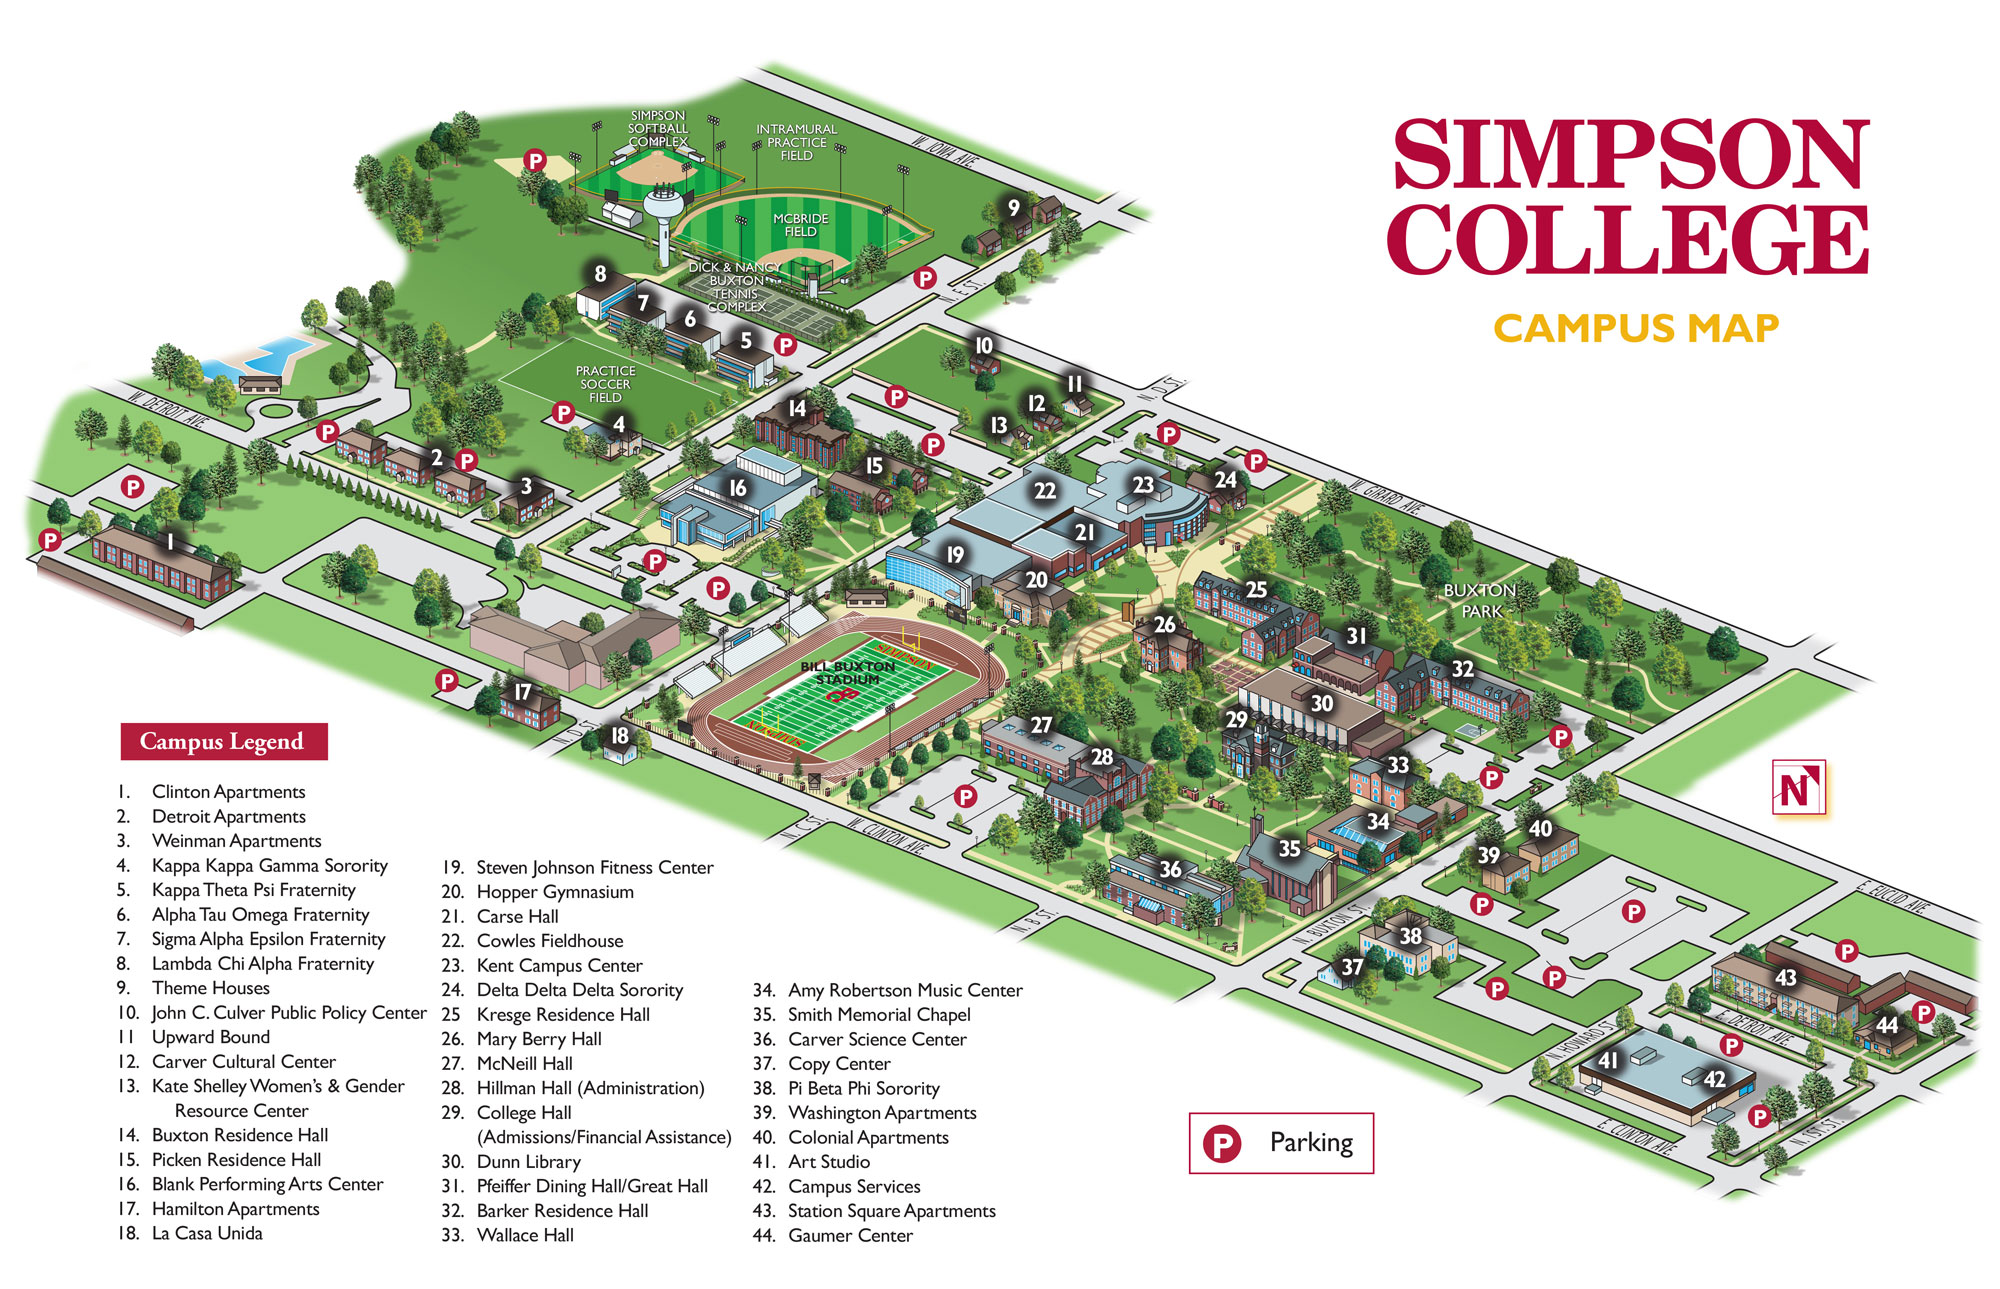 SIMPSON
COLLEGE
CAMPUS MAP
SIMPSON
SOFTBALL
COMPLEX
INTRAMURAL
PRACTICE
FIELD
W. IOWA AVE.
P
9
MCBRIDE
FIELD
DICK & NANCY
BUXTON
TENNIS
COMPLEX
P
N. E ST.
8
7
6
5
P
10
11
12
13
N. D ST.
PRACTICE
SOCCER
FIELD
P
4
14
P
P
15
W. DETROIT AVE.
P
2
P
3
P
P
1
16
P
P
22
23
24
P
P
W. GIRARD AVE.
21
19
20
25
BUXTON
PARK
26
31
32
30
29
BILL BUXTON
STADIUM
SIMPSON
SIMPSON
P
17
18
N. D ST.
27
28
P
33
P
P
N
34
35
36
40
39
P
P
W. CLINTON AVE.
N. C ST.
N. B ST.
N. BUXTON ST.
38
37
P
P
E. EUCLID AVE.
P
43
44
P
E. DETROIT AVE.
P
N. HOWARD ST.
41
42
P
E. CLINTON AVE.
N. 1ST. ST.
Campus Legend
1. Clinton Apartments
2. Detroit Apartments
3. Weinman Apartments
4. Kappa Kappa Gamma Sorority
5. Kappa Theta Psi Fraternity
6. Alpha Tau Omega Fraternity
7. Sigma Alpha Epsilon Fraternity
8. Lambda Chi Alpha Fraternity
9. Theme Houses
10. John C. Culver Public Policy Center
11 Upward Bound
12. Carver Cultural Center
13. Kate Shelley Women's & Gender
Resource Center
14. Buxton Residence Hall
15. Picken Residence Hall
16. Blank Performing Arts Center
17. Hamilton Apartments
18. La Casa Unida
19. Steven Johnson Fitness Center
20. Hopper Gymnasium
21. Carse Hall
22. Cowles Fieldhouse
23. Kent Campus Center
24. Delta Delta Delta Sorority
25 Kresge Residence Hall
26. Mary Berry Hall
27. McNeill Hall
28. Hillman Hall (Administration)
29. College Hall
(Admissions/Financial Assistance)
30. Dunn Library
31. Pfeiffer Dining Hall/Great Hall
32. Barker Residence Hall
33. Wallace Hall
34. Amy Robertson Music Center
35. Smith Memorial Chapel
36. Carver Science Center
37. Copy Center
38. Pi Beta Phi Sorority
39. Washington Apartments
40. Colonial Apartments
41. Art Studio
42. Campus Services
43. Station Square Apartments
44. Gaumer Center
P Parking